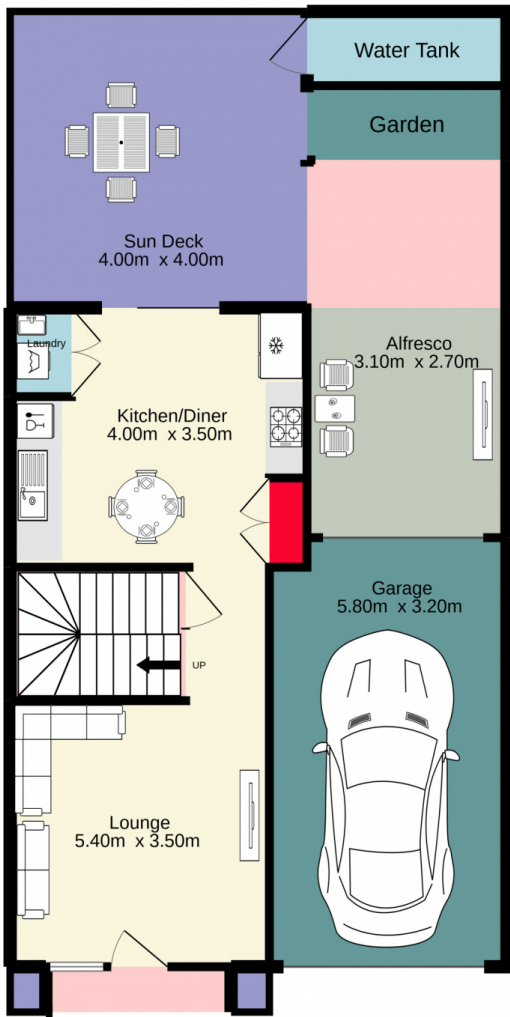 Water Tank
Garden
Sun Deck
4.00m x 4.00m
Laundry
Alfresco
3.10m x 2.70m
Kitchen/Diner
4.00m x 3.50m
Garage
5.80m x 3.20m
UP
Lounge
5.40m x 3.50m